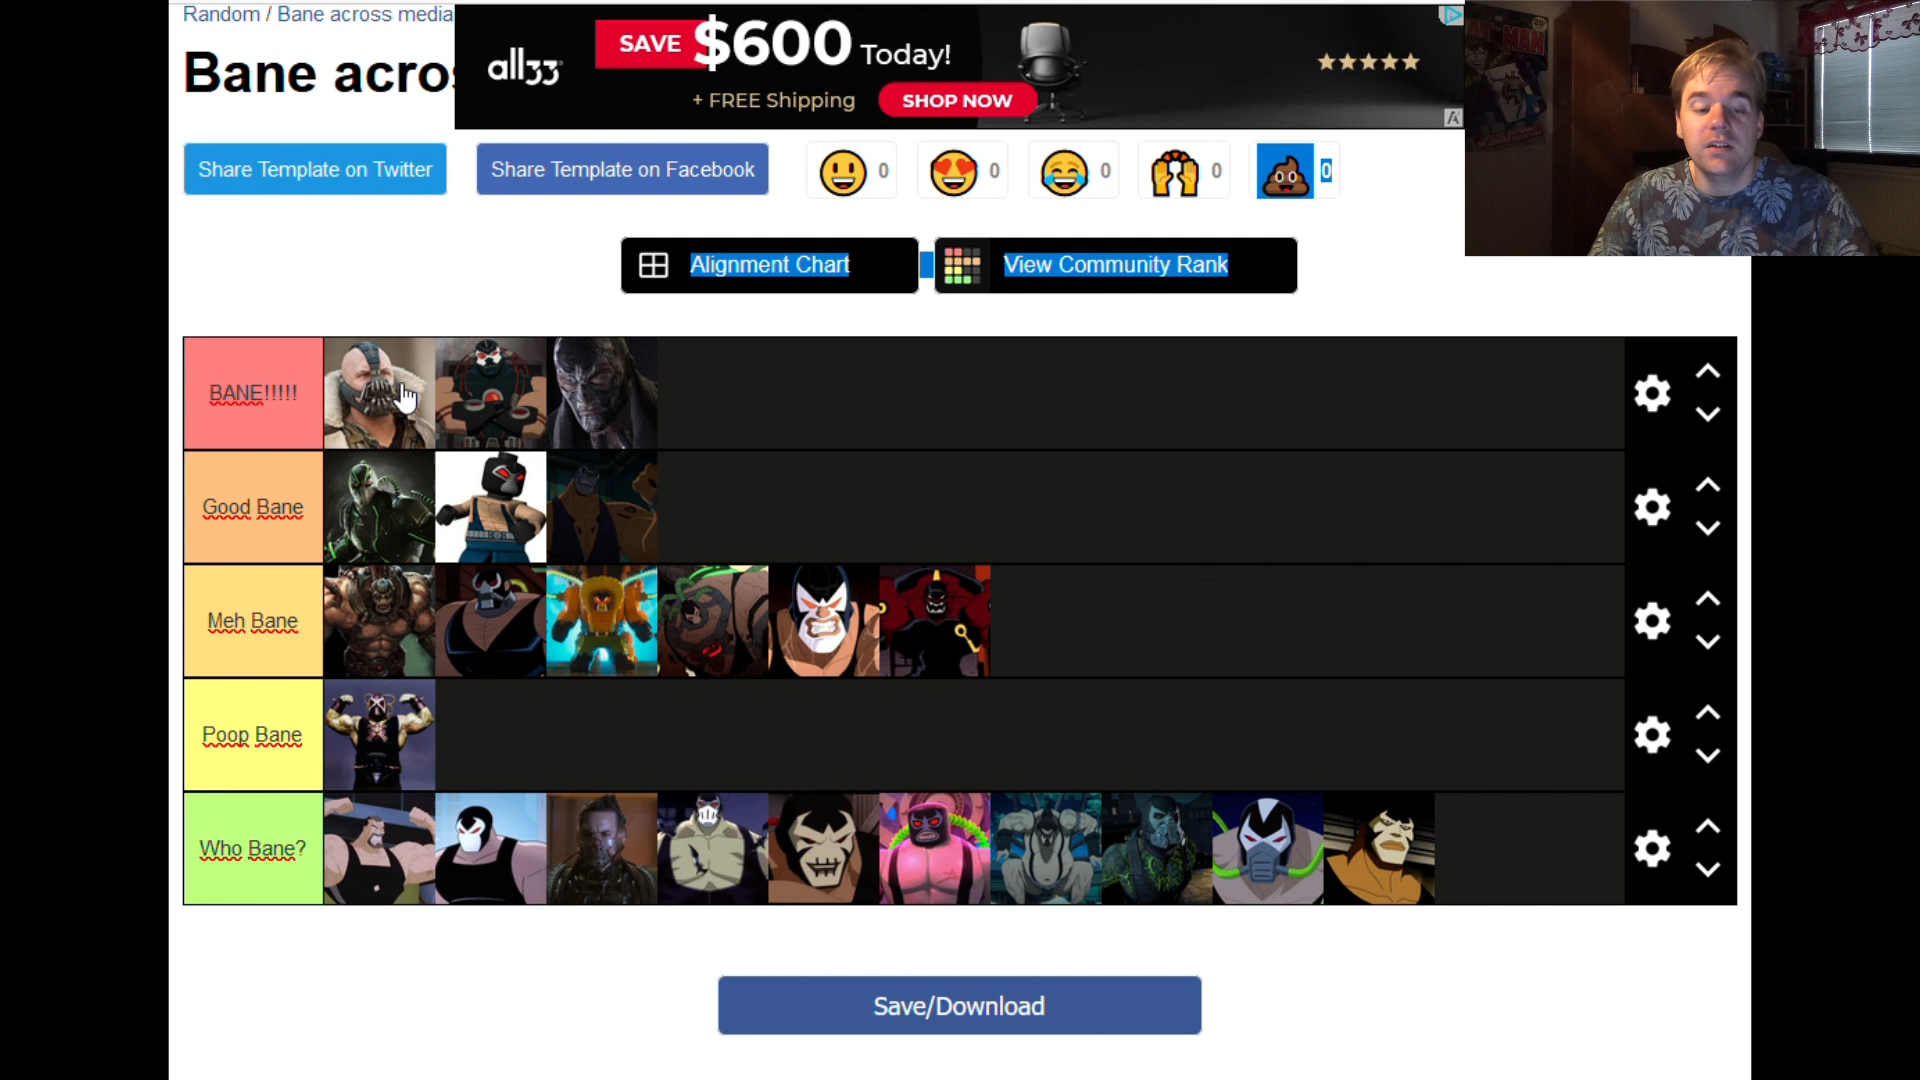 Random / Bane across media
Bane acro
all33
SAVE $600 Today!
+ FREE Shipping
SHOP NOW
Share Template on Twitter
Share Template on Facebook
0
0
0
0
0
Alignment Chart
View Community Rank
BANE!!!!!
Good Bane
Meh Bane
Poop Bane
Who Bane?
Save/Download